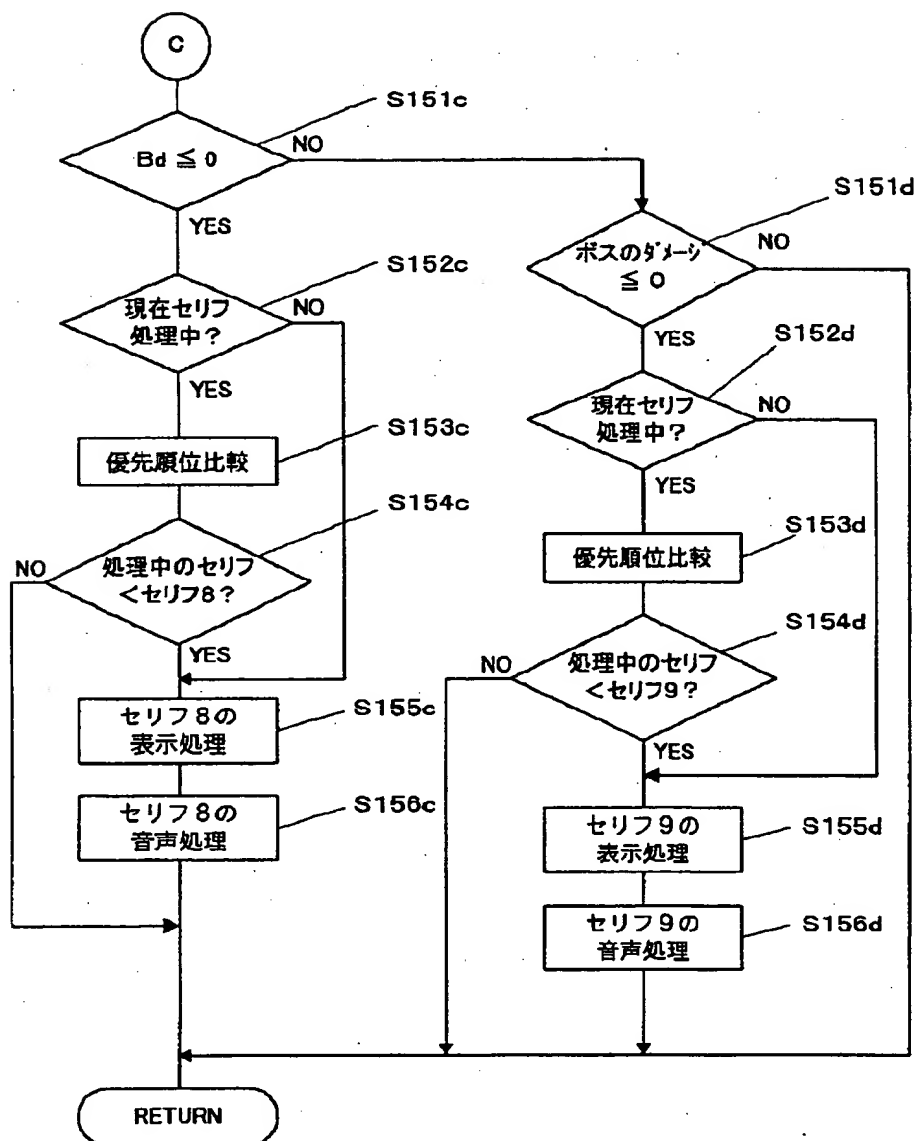 C
S151c
Bd ≦ 0
NO
YES
S152c
現在セリフ
処理中?
NO
YES
S153c
優先順位比較
S154c
処理中のセリフ
<セリフ8?
NO
YES
S155c
セリフ8の
表示処理
S156c
セリフ8の
音声処理
S151d
ボスのダメージ
≦ 0
NO
YES
S152d
現在セリフ
処理中?
NO
YES
S153d
優先順位比較
S154d
処理中のセリフ
<セリフ9?
NO
YES
S155d
セリフ9の
表示処理
S156d
セリフ9の
音声処理
RETURN